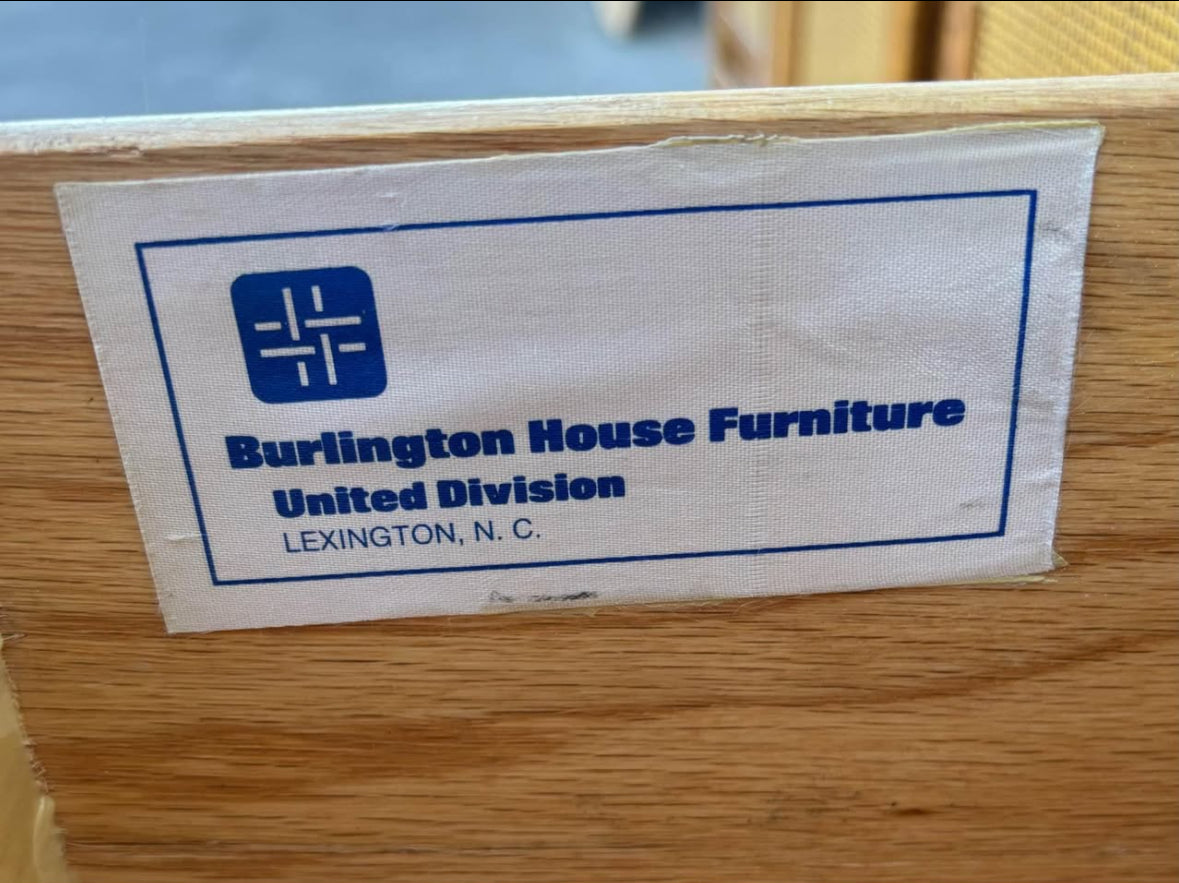 Burlington House Furniture
United Division
LEXINGTON, N. C.